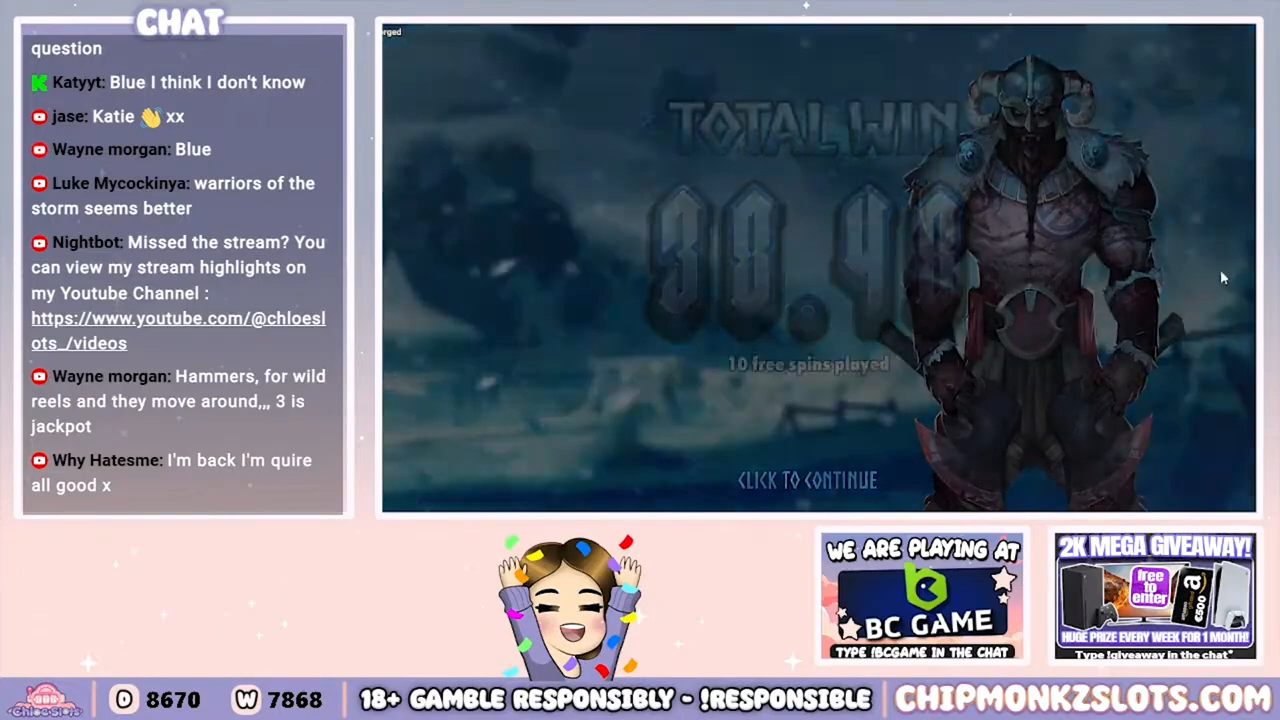 CHAT
question
Katyyt: Blue I think I don't know
jase: Katie 👋 xx
Wayne morgan: Blue
Luke Mycockinya: warriors of the
storm seems better
Nightbot: Missed the stream? You
can view my stream highlights on
my Youtube Channel :
https://www.youtube.com/@chloesl
ots_/videos
Wayne morgan: Hammers, for wild
reels and they move around,,, 3 is
jackpot
Why Hatesme: I'm back I'm quire
all good x
rged
TOTAL WIN
10 free spins played
CLICK TO CONTINUE
WE ARE PLAYING AT
BC GAME
TYPE !BCGAME IN THE CHAT
2K MEGA GIVEAWAY!
free
to
enter
€500
HUGE PRIZE EVERY WEEK FOR 1 MONTH!
Type !giveaway in the chat*
ChloeSlots
D 8670
W 7868
18+ GAMBLE RESPONSIBLY - !RESPONSIBLE
CHIPMONKZSLOTS.COM